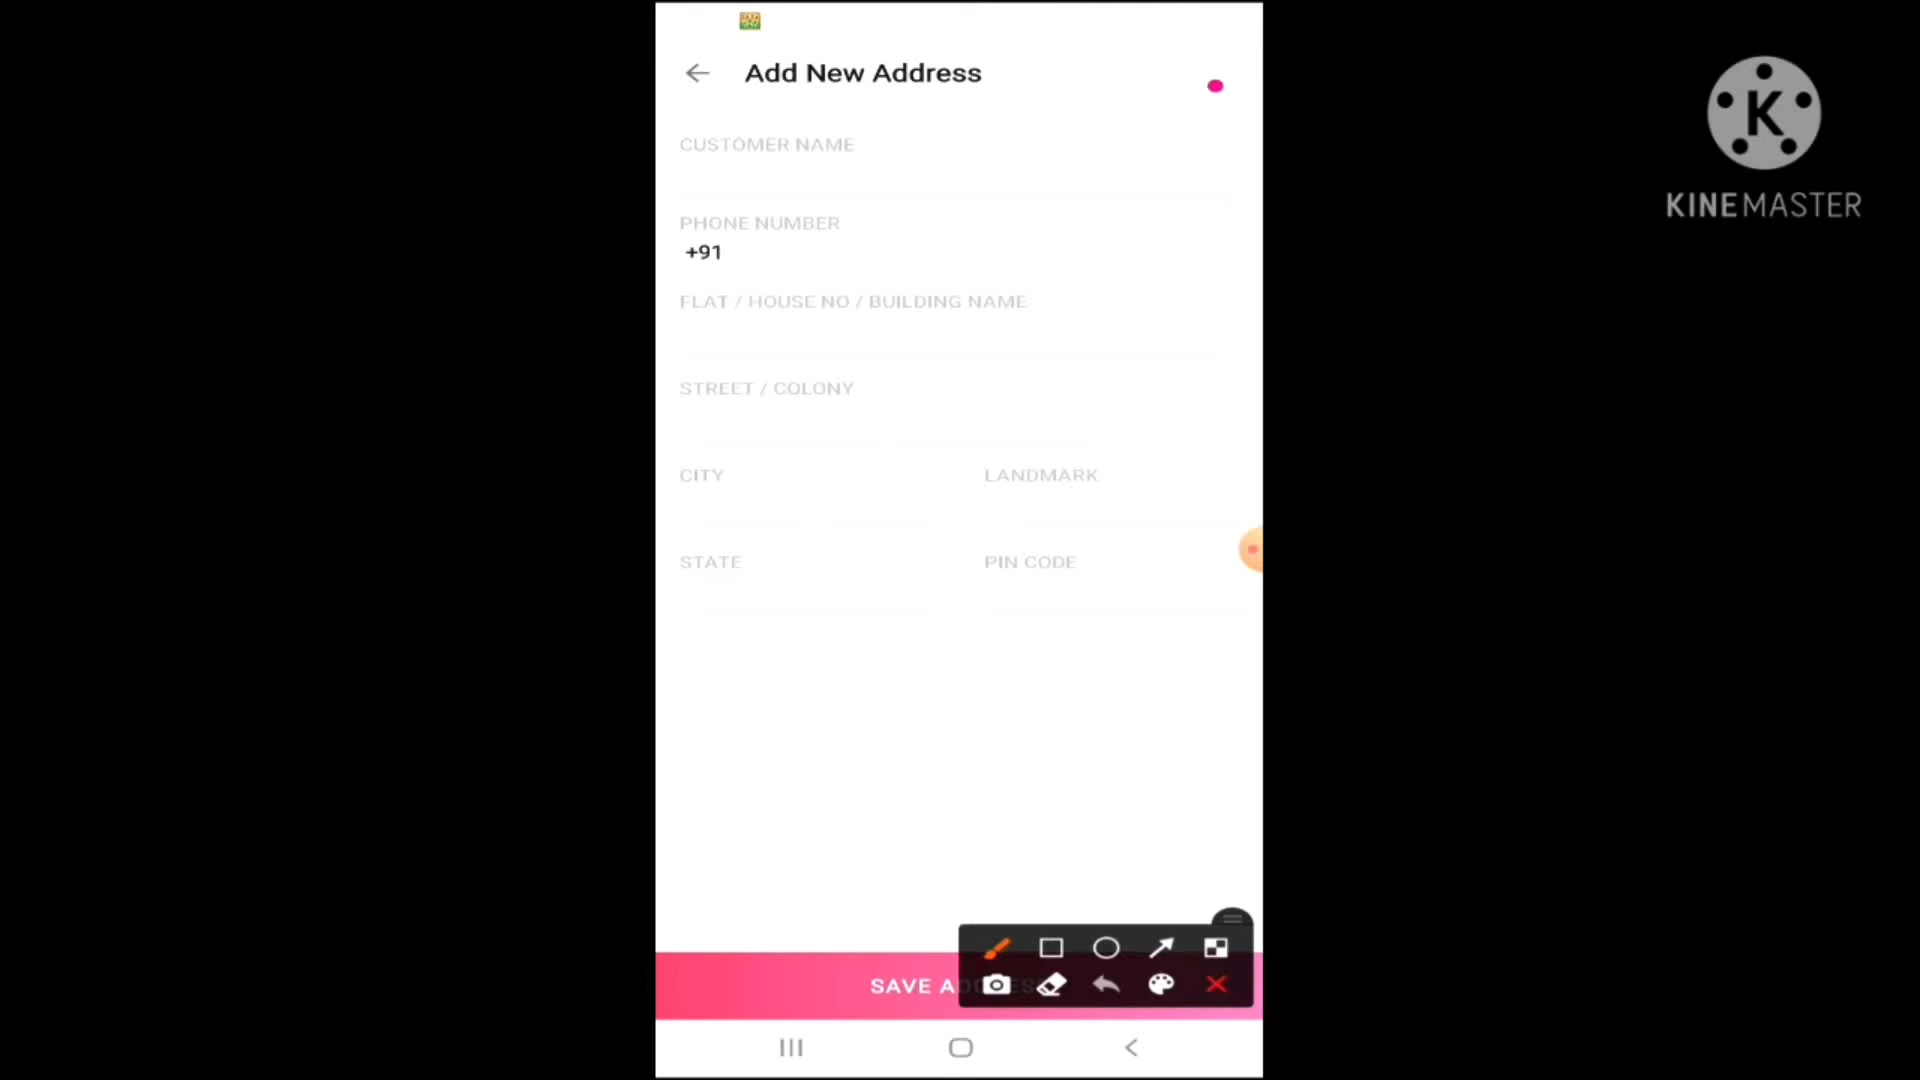 Add New Address
KINEMASTER
CUSTOMER NAME
PHONE NUMBER
+91
FLAT / HOUSE NO / BUILDING NAME
STREET / COLONY
CITY
LANDMARK
STATE
PIN CODE
SAVE